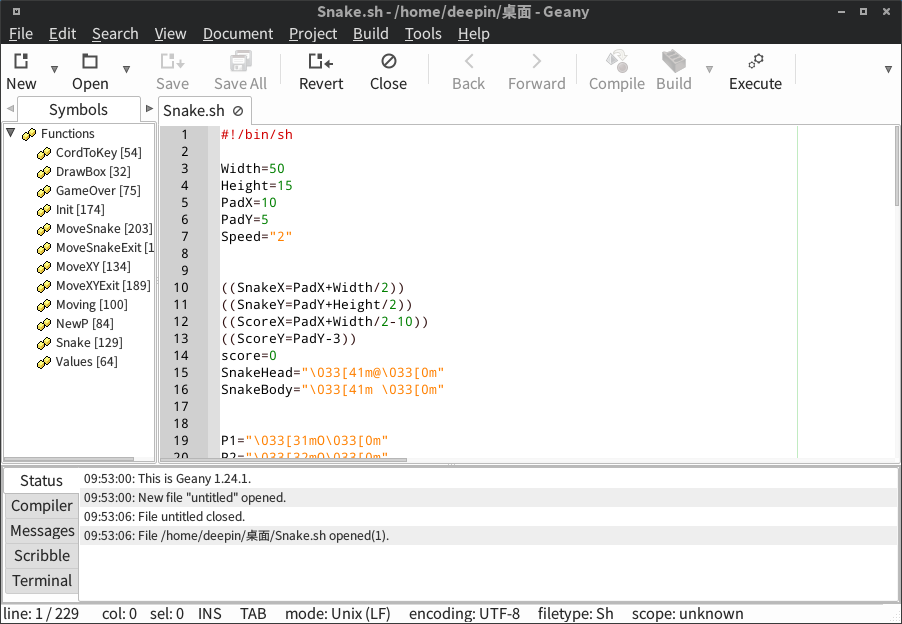 Snake.sh - /home/deepin/桌面 - Geany
File Edit Search View Document Project Build Tools Help
New Open Save Save All Revert Close Back Forward Compile Build Execute
Symbols
Functions
CordToKey [54]
DrawBox [32]
GameOver [75]
Init [174]
MoveSnake [203]
MoveSnakeExit [1
MoveXY [134]
MoveXYExit [189]
Moving [100]
NewP [84]
Snake [129]
Values [64]
Snake.sh
1 #!/bin/sh
2
3 Width=50
4 Height=15
5 PadX=10
6 PadY=5
7 Speed="2"
8
9
10 ((SnakeX=PadX+Width/2))
11 ((SnakeY=PadY+Height/2))
12 ((ScoreX=PadX+Width/2-10))
13 ((ScoreY=PadY-3))
14 score=0
15 SnakeHead="\033[41m@\033[0m"
16 SnakeBody="\033[41m \033[0m"
17
18
19 P1="\033[31mO\033[0m"
20 P2="\033[32mO\033[0m"
Status
Compiler
Messages
Scribble
Terminal
09:53:00: This is Geany 1.24.1.
09:53:00: New file "untitled" opened.
09:53:06: File untitled closed.
09:53:06: File /home/deepin/桌面/Snake.sh opened(1).
line: 1 / 229 col: 0 sel: 0 INS TAB mode: Unix (LF) encoding: UTF-8 filetype: Sh scope: unknown